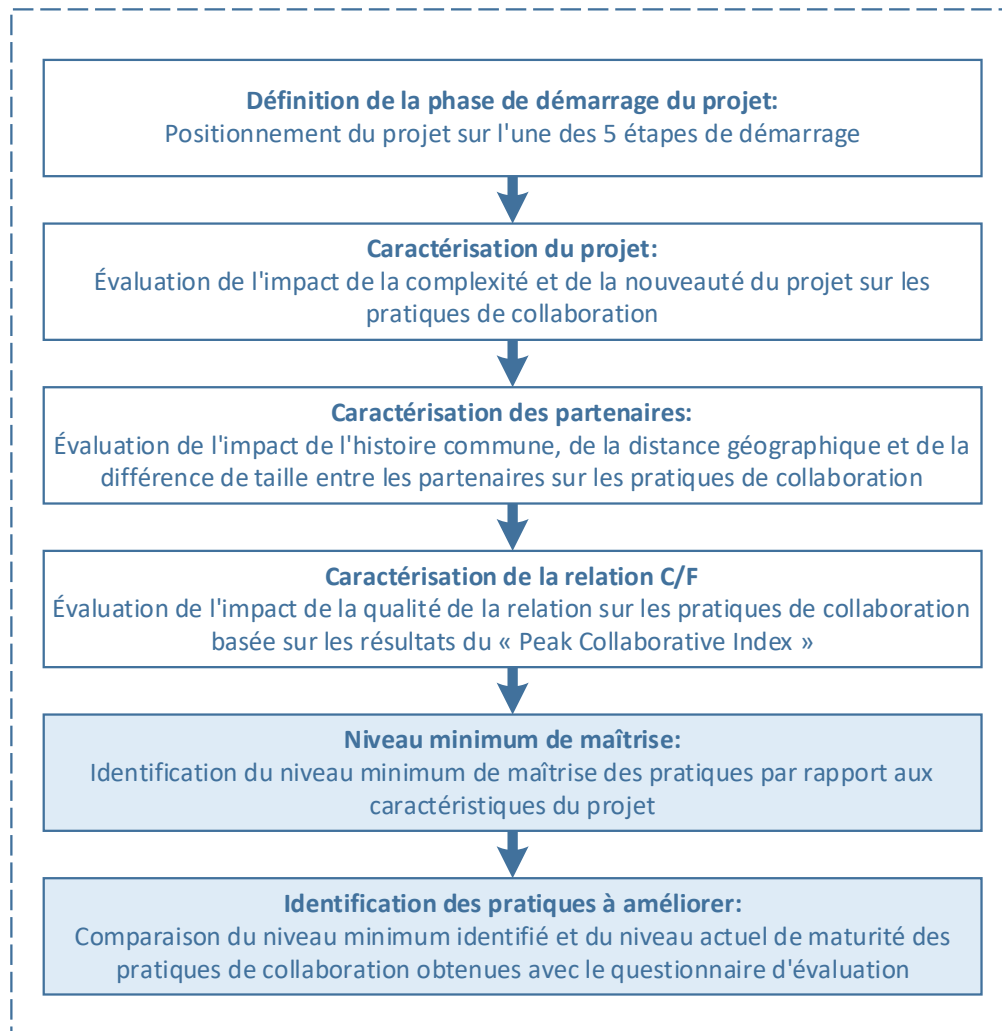 Définition de la phase de démarrage du projet:
Positionnement du projet sur l'une des 5 étapes de démarrage
Caractérisation du projet:
Évaluation de l'impact de la complexité et de la nouveauté du projet sur les
pratiques de collaboration
Caractérisation des partenaires:
Évaluation de l'impact de l'histoire commune, de la distance géographique et de la
différence de taille entre les partenaires sur les pratiques de collaboration
Caractérisation de la relation C/F
Évaluation de l'impact de la qualité de la relation sur les pratiques de collaboration
basée sur les résultats du « Peak Collaborative Index »
Niveau minimum de maîtrise:
Identification du niveau minimum de maîtrise des pratiques par rapport aux
caractéristiques du projet
Identification des pratiques à améliorer:
Comparaison du niveau minimum identifié et du niveau actuel de maturité des
pratiques de collaboration obtenues avec le questionnaire d'évaluation